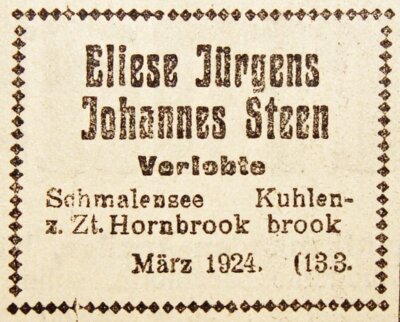 Eliese Jürgens
Johannes Steen
Verlobte
Schmalensee Kuhlen-
z. Zt. Hornbrook brook
März 1924. (13.3.